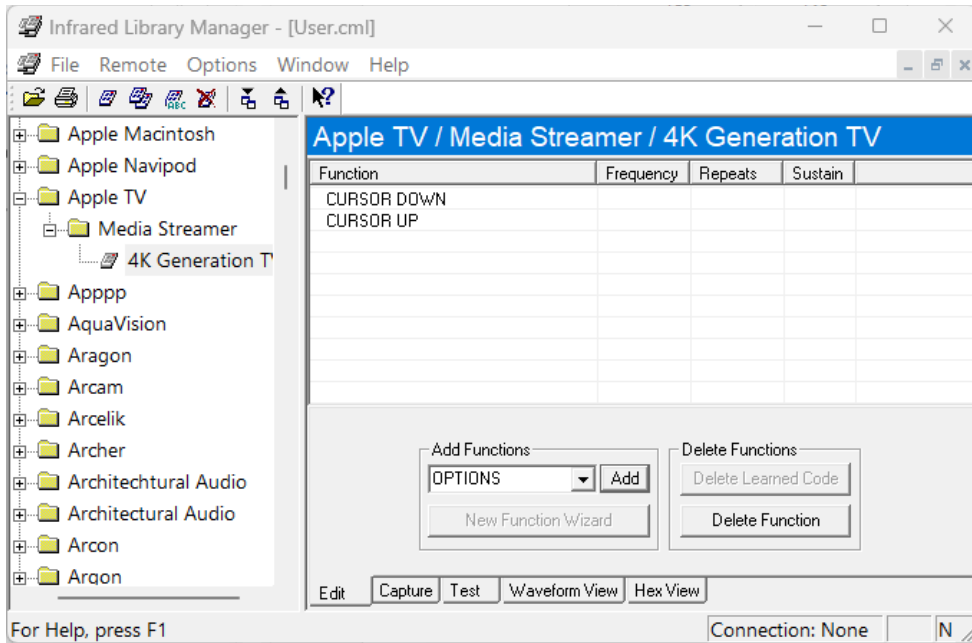 Infrared Library Manager - [User.cml]
File Remote Options Window Help
ABC
Apple Macintosh
Apple Navipod
Apple TV
Media Streamer
4K Generation T
Apppp
AquaVision
Aragon
Arcam
Arcelik
Archer
Architechtural Audio
Architectural Audio
Arcon
Argon
Apple TV / Media Streamer / 4K Generation TV
Function Frequency Repeats Sustain
CURSOR DOWN
CURSOR UP
Add Functions
OPTIONS Add
New Function Wizard
Delete Functions
Delete Learned Code
Delete Function
Edit Capture Test Waveform View Hex View
For Help, press F1 Connection: None N